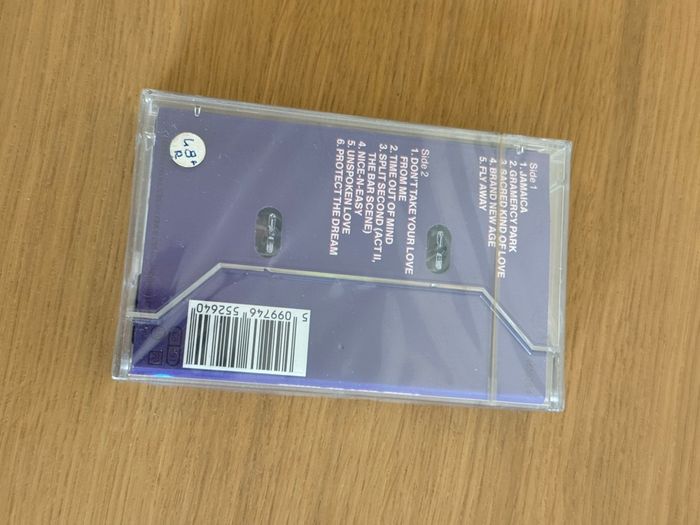 Side 1
1. JAMAICA
2. GRAMERCY PARK
3. SACRED KIND OF LOVE
4. BRAND NEW AGE
5. FLY AWAY
Side 2
1. DON'T TAKE YOUR LOVE
FROM ME
2. TIME OUT OF MIND
3. SPLIT SECOND (ACT II,
THE BAR SCENE)
4. NICE-N-EASY
5. UNSPOKEN LOVE
6. PROTECT THE DREAM
5 099746 552640